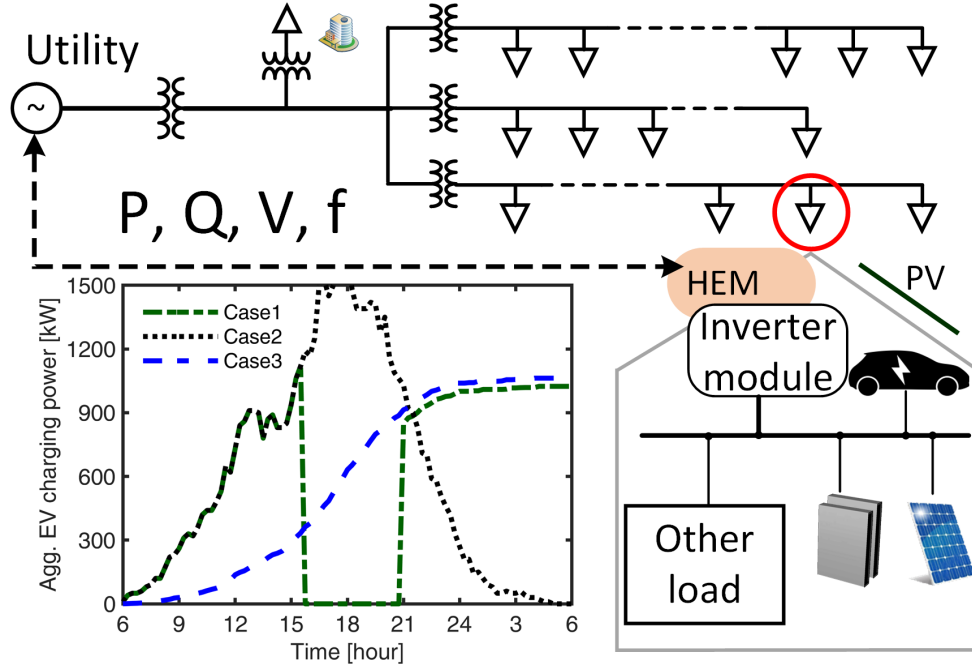 Utility
~
P, Q, V, f
HEM
PV
Inverter
module
Other
load
Agg. EV charging power [kW]
1500
1200
900
600
300
0
Case1
Case2
Case3
6 9 12 15 18 21 24 3 6
Time [hour]